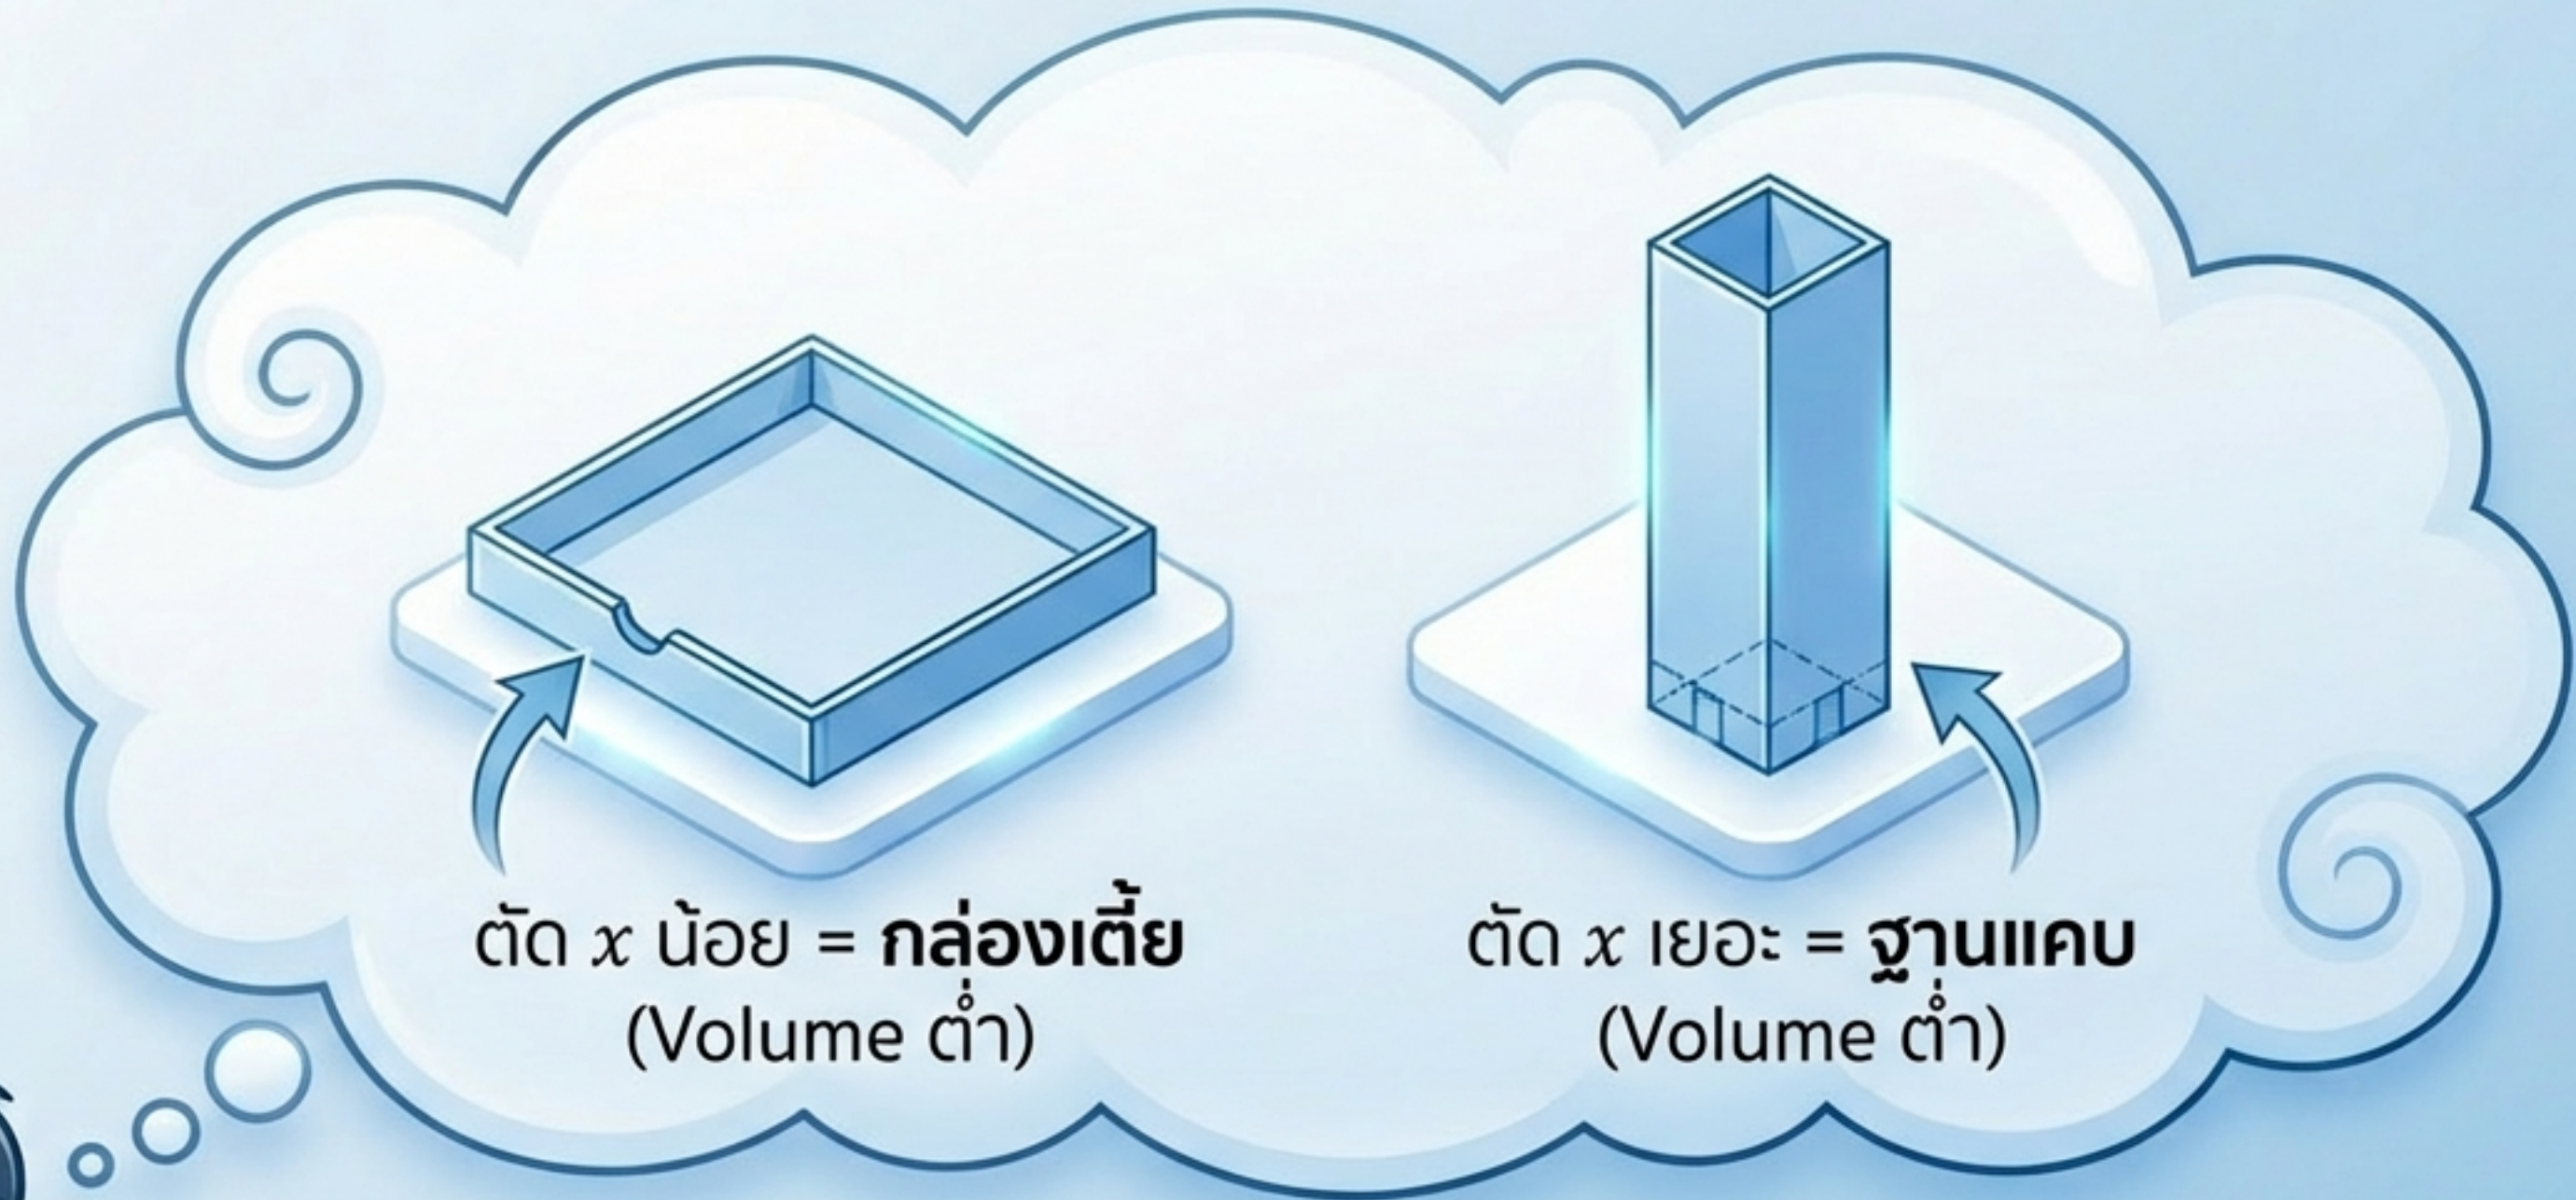 ตัด x น้อย = กล่องเตี้ย
(Volume ต่ำ)
ตัด x เยอะ = ฐานแคบ
(Volume ต่ำ)